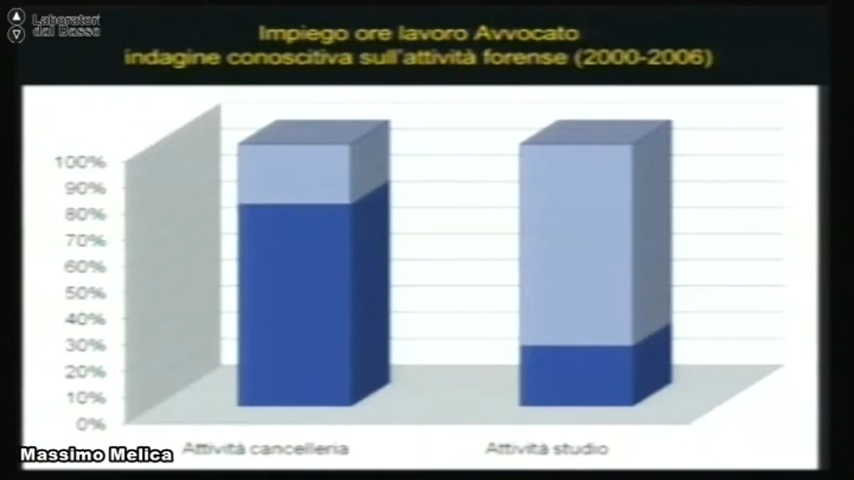 Laboratori
dal Basso
Impiego ore lavoro Avvocato
indagine conoscitiva sull'attività forense (2000-2006)
100%
90%
80%
70%
60%
50%
40%
30%
20%
10%
0%
Attività cancelleria
Attività studio
Massimo Melica